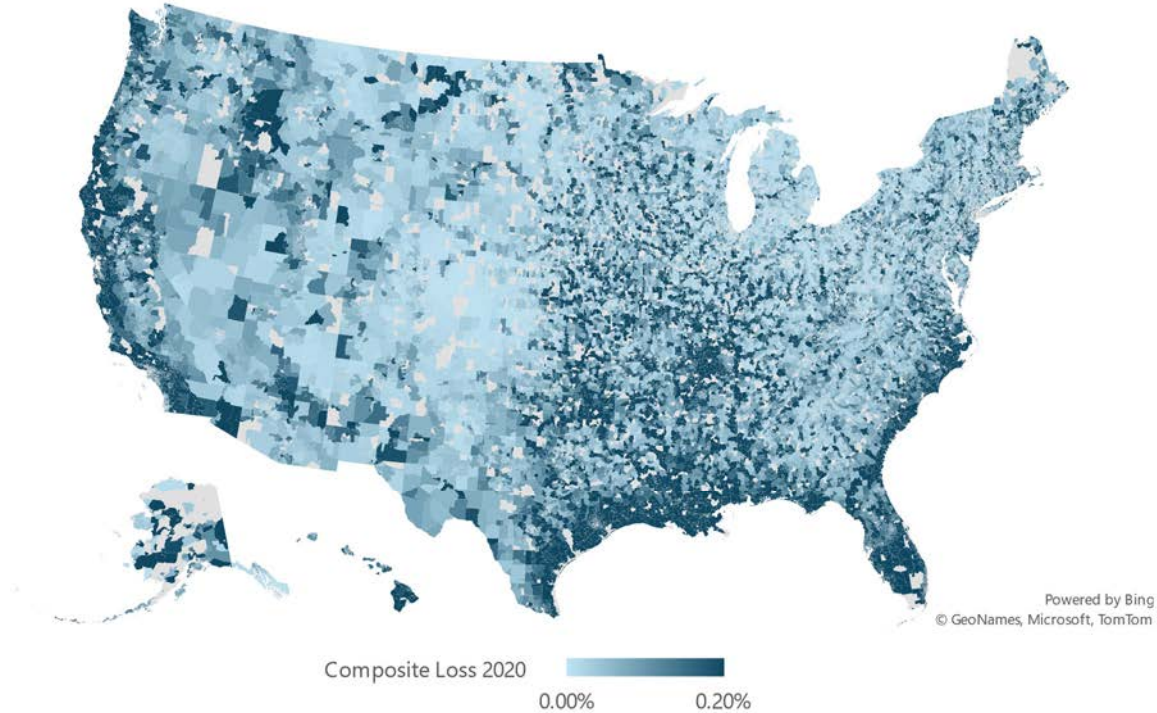 Powered by Bing
© GeoNames, Microsoft, TomTom
Composite Loss 2020
0.00%
0.20%